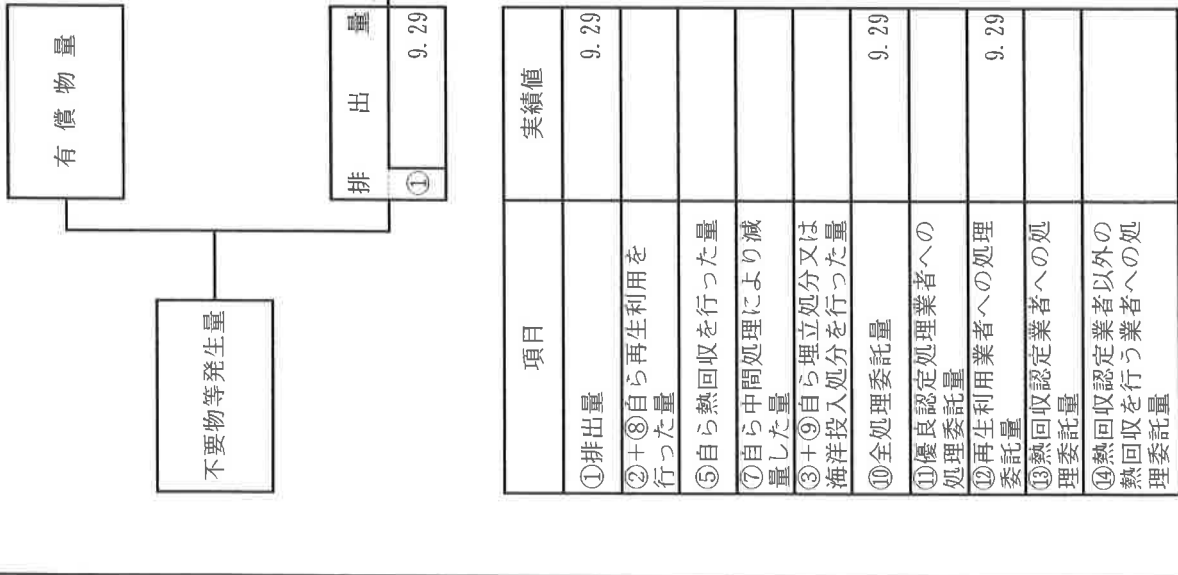 有償物量
不要物等発生量
排出量
① 9.29
項目 実績値
①排出量 9.29
②+⑧自ら再生利用を
行った量
⑤自ら熱回収を行った量
⑦自ら中間処理により減
量した量
③+⑨自ら埋立処分又は
海洋投入処分を行った量
⑩全処理委託量 9.29
⑪優良認定処理業者への
処理委託量
⑫再生利用業者への処理
委託量 9.29
⑬熱回収認定業者への処
理委託量
⑭熱回収認定業者以外の
熱回収を行う業者への処
理委託量